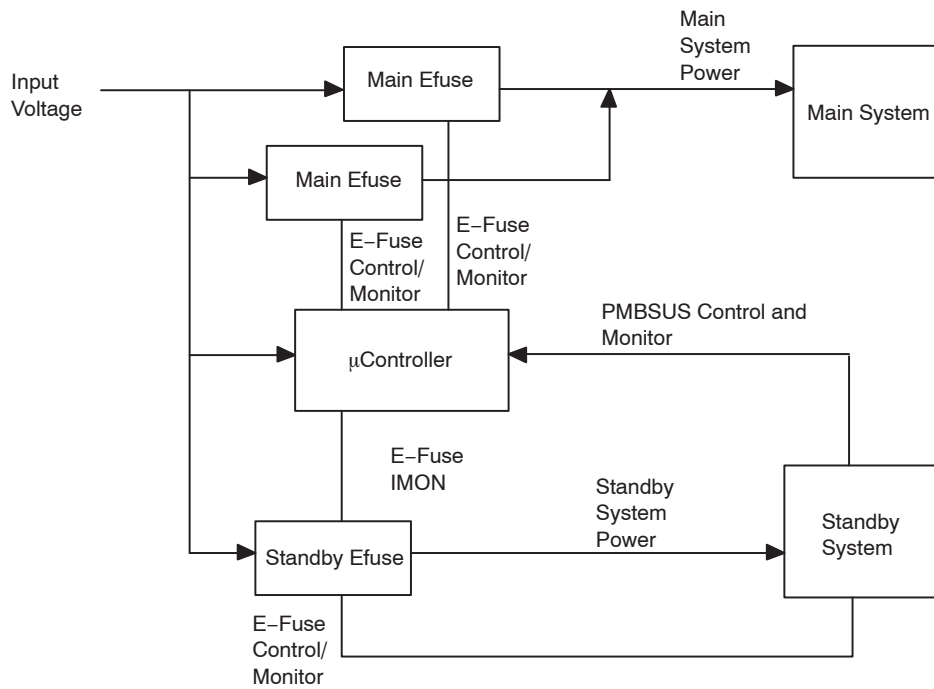 Main
System
Power
Input
Voltage
Main Efuse
Main System
Main Efuse
E−Fuse
Control/
Monitor
E−Fuse
Control/
Monitor
PMBSUS Control and
Monitor
μController
E−Fuse
IMON
Standby
System
Power
Standby
System
Standby Efuse
E−Fuse
Control/
Monitor